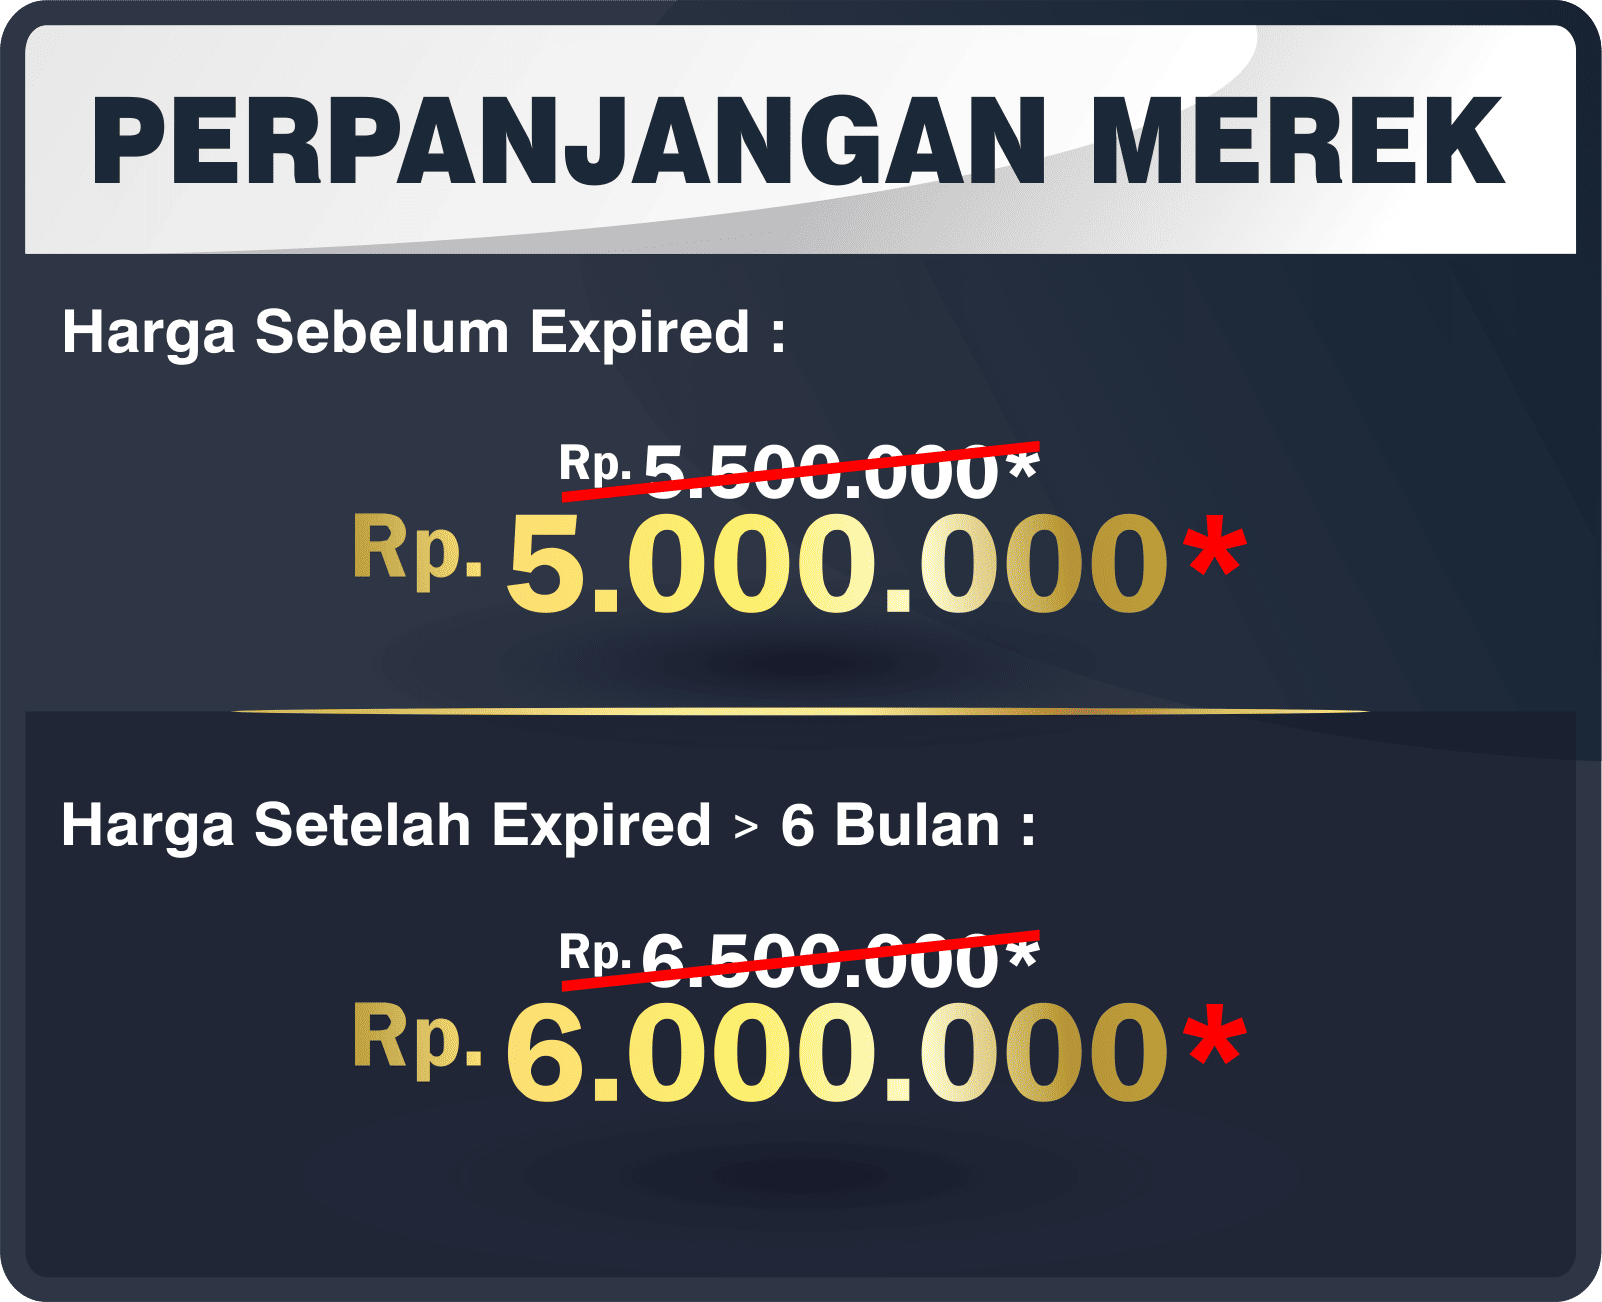 PERPANJANGAN MEREK
Harga Sebelum Expired :
Rp. 5.500.000*
Rp. 5.000.000*
Harga Setelah Expired > 6 Bulan :
Rp. 6.500.000*
Rp. 6.000.000*